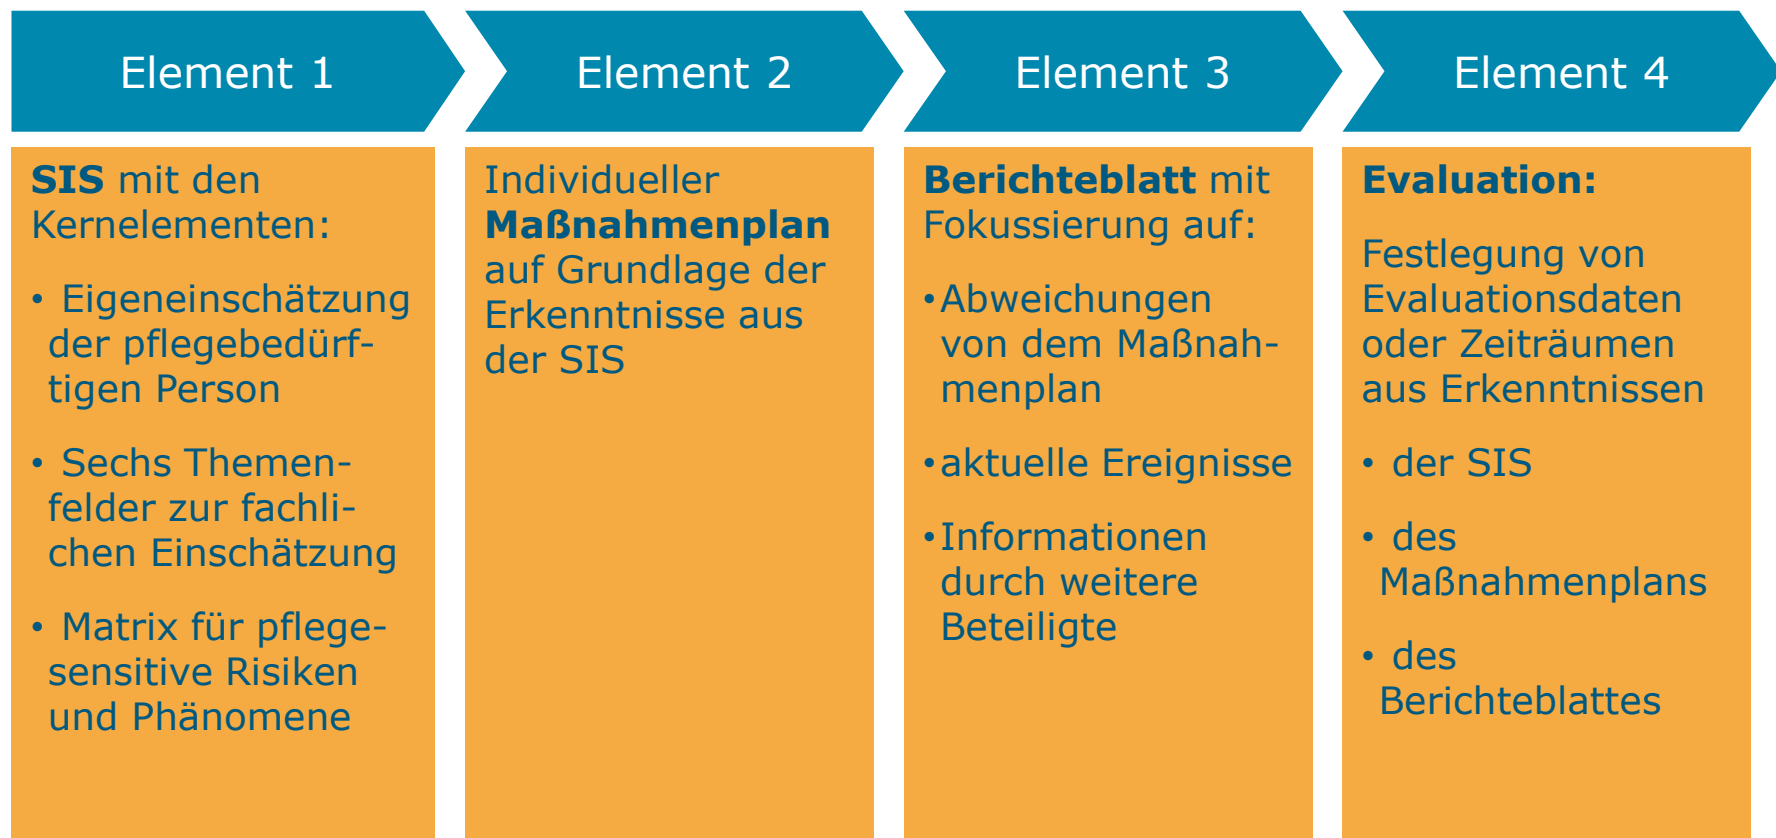 Element 1
Element 2
Element 3
Element 4
SIS mit den
Kernelementen:
• Eigeneinschätzung
der pflegebedürf-
tigen Person
• Sechs Themen-
felder zur fachli-
chen Einschätzung
• Matrix für pflege-
sensitive Risiken
und Phänomene
Individueller
Maßnahmenplan
auf Grundlage der
Erkenntnisse aus
der SIS
Berichteblatt mit
Fokussierung auf:
•Abweichungen
von dem Maßnah-
menplan
•aktuelle Ereignisse
•Informationen
durch weitere
Beteiligte
Evaluation:
Festlegung von
Evaluationsdaten
oder Zeiträumen
aus Erkenntnissen
• der SIS
• des
Maßnahmenplans
• des
Berichteblattes